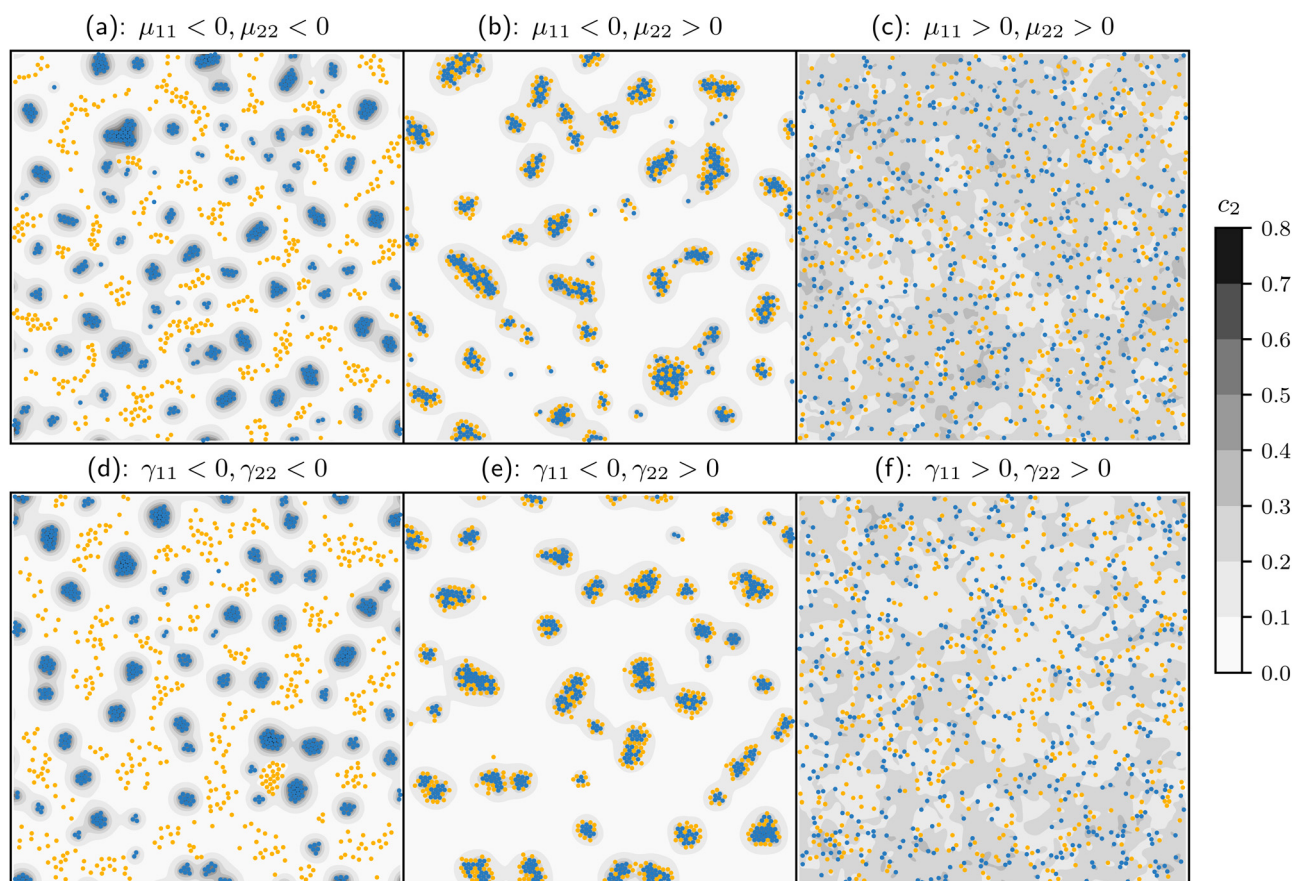 (a): μ₁₁ < 0, μ₂₂ < 0
(b): μ₁₁ < 0, μ₂₂ > 0
(c): μ₁₁ > 0, μ₂₂ > 0
c₂
0.8
0.7
0.6
0.5
0.4
0.3
0.2
0.1
0.0
(d): γ₁₁ < 0, γ₂₂ < 0
(e): γ₁₁ < 0, γ₂₂ > 0
(f): γ₁₁ > 0, γ₂₂ > 0